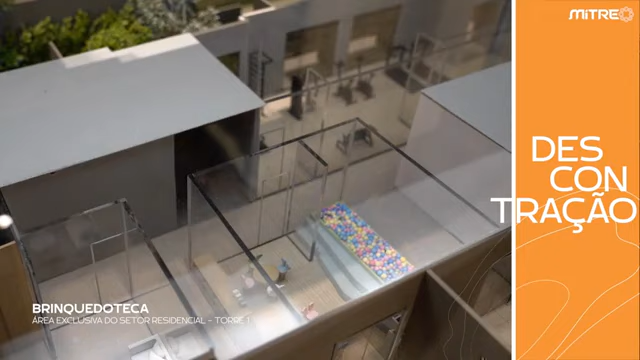 MITRE
DES
CON
TRAÇÃO
BRINQUEDOTECA
ÁREA EXCLUSIVA DO SETOR RESIDENCIAL - TORRE 1